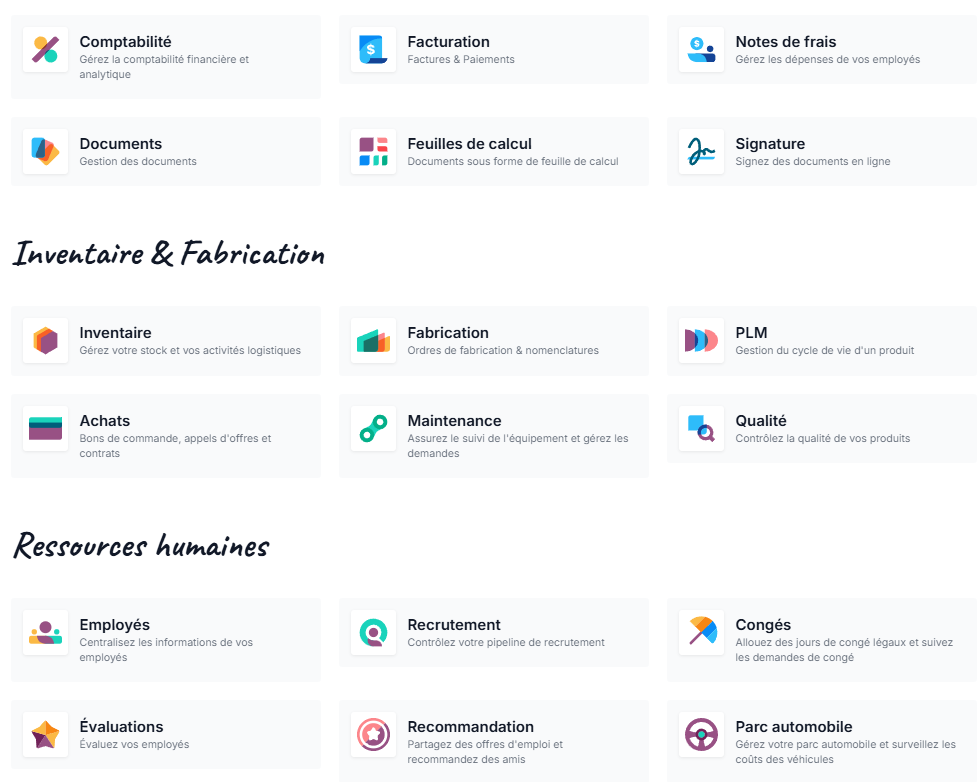 Comptabilité
Gérez la comptabilité financière et
analytique
Facturation
Factures & Paiements
Notes de frais
Gérez les dépenses de vos employés
Documents
Gestion des documents
Feuilles de calcul
Documents sous forme de feuille de calcul
Signature
Signez des documents en ligne
Inventaire & Fabrication
Inventaire
Gérez votre stock et vos activités logistiques
Fabrication
Ordres de fabrication & nomenclatures
PLM
Gestion du cycle de vie d'un produit
Achats
Bons de commande, appels d'offres et
contrats
Maintenance
Assurez le suivi de l'équipement et gérez les
demandes
Qualité
Contrôlez la qualité de vos produits
Ressources humaines
Employés
Centralisez les informations de vos
employés
Recrutement
Contrôlez votre pipeline de recrutement
Congés
Allouez des jours de congé légaux et suivez
les demandes de congé
Évaluations
Évaluez vos employés
Recommandation
Partagez des offres d'emploi et
recommandez des amis
Parc automobile
Gérez votre parc automobile et surveillez les
coûts des véhicules